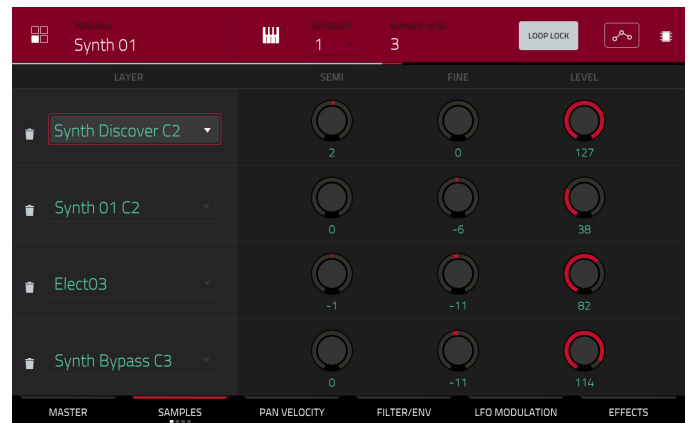 PROGRAM KEYGROUP NUMBER OF KG
Synth 01 1 3 LOOP LOCK
LAYER SEMI FINE LEVEL
Synth Discover C2
2 0 127
Synth 01 C2
0 -6 38
Elect03
-1 -11 82
Synth Bypass C3
0 -11 114
MASTER SAMPLES PAN VELOCITY FILTER/ENV LFO MODULATION EFFECTS